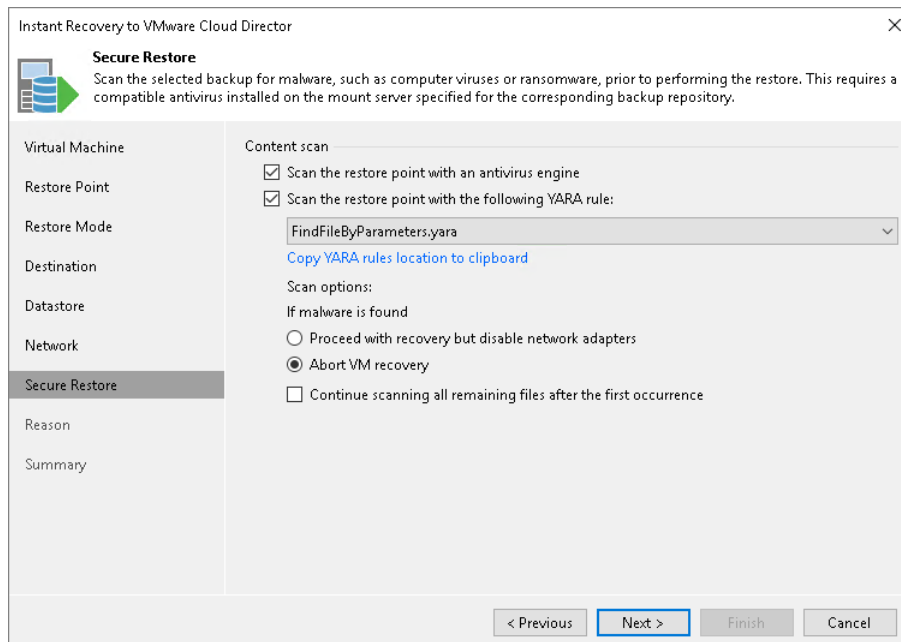 Instant Recovery to VMware Cloud Director
Secure Restore
Scan the selected backup for malware, such as computer viruses or ransomware, prior to performing the restore. This requires a
compatible antivirus installed on the mount server specified for the corresponding backup repository.
Virtual Machine
Restore Point
Restore Mode
Destination
Datastore
Network
Secure Restore
Reason
Summary
Content scan
Scan the restore point with an antivirus engine
Scan the restore point with the following YARA rule:
FindFileByParameters.yara
Copy YARA rules location to clipboard
Scan options:
If malware is found
Proceed with recovery but disable network adapters
Abort VM recovery
Continue scanning all remaining files after the first occurrence
< Previous
Next >
Finish
Cancel